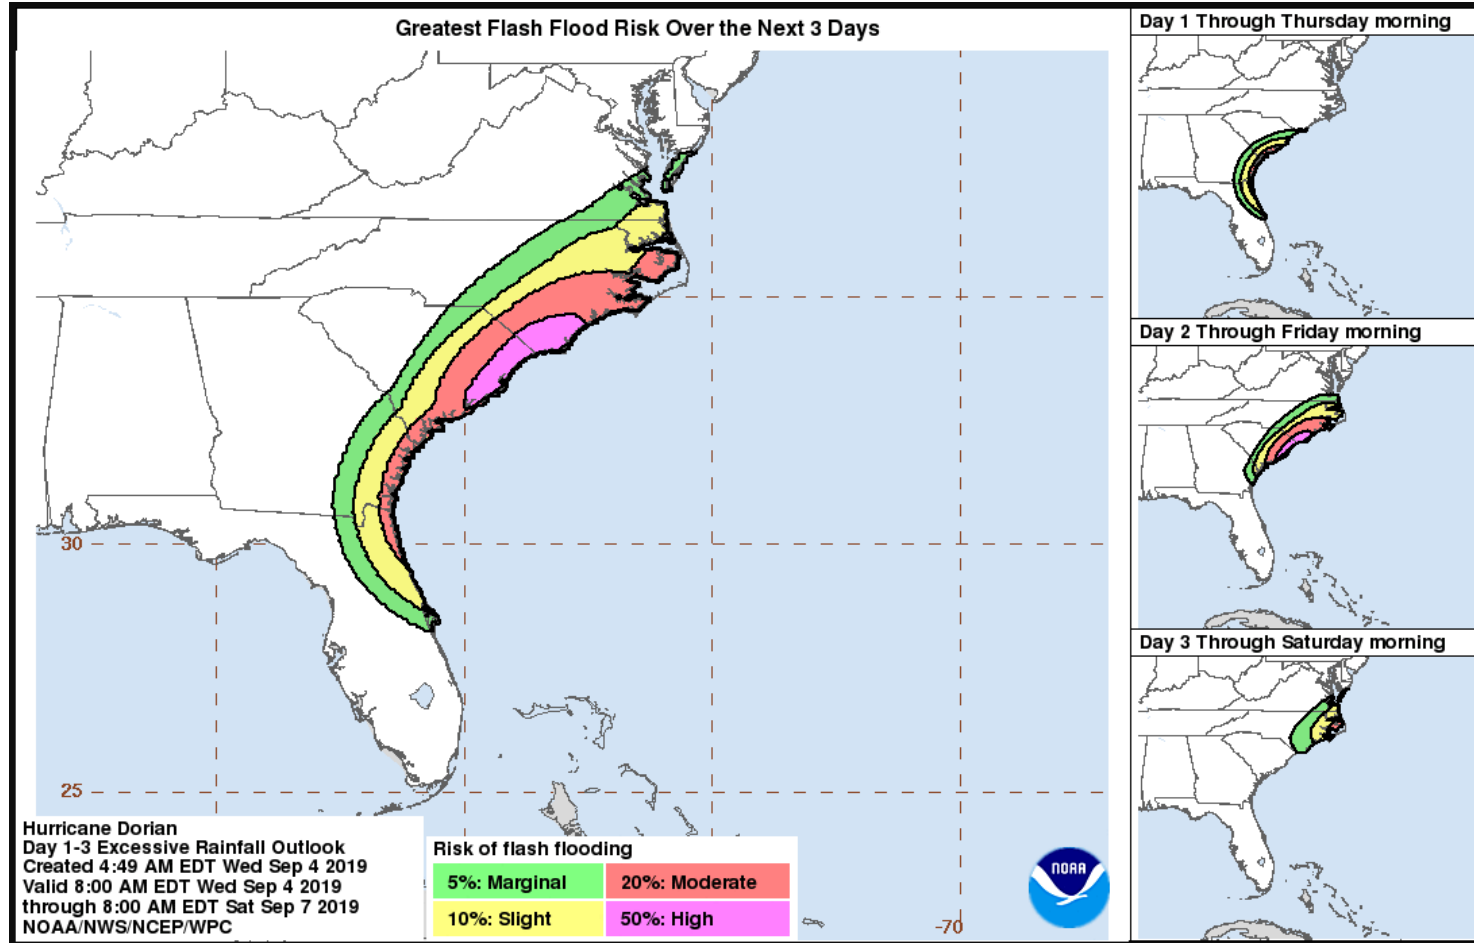 Greatest Flash Flood Risk Over the Next 3 Days
30
25
-70
Hurricane Dorian
Day 1-3 Excessive Rainfall Outlook
Created 4:49 AM EDT Wed Sep 4 2019
Valid 8:00 AM EDT Wed Sep 4 2019
through 8:00 AM EDT Sat Sep 7 2019
NOAA/NWS/NCEP/WPC
Risk of flash flooding
5%: Marginal
20%: Moderate
10%: Slight
50%: High
NOAA
Day 1 Through Thursday morning
Day 2 Through Friday morning
Day 3 Through Saturday morning